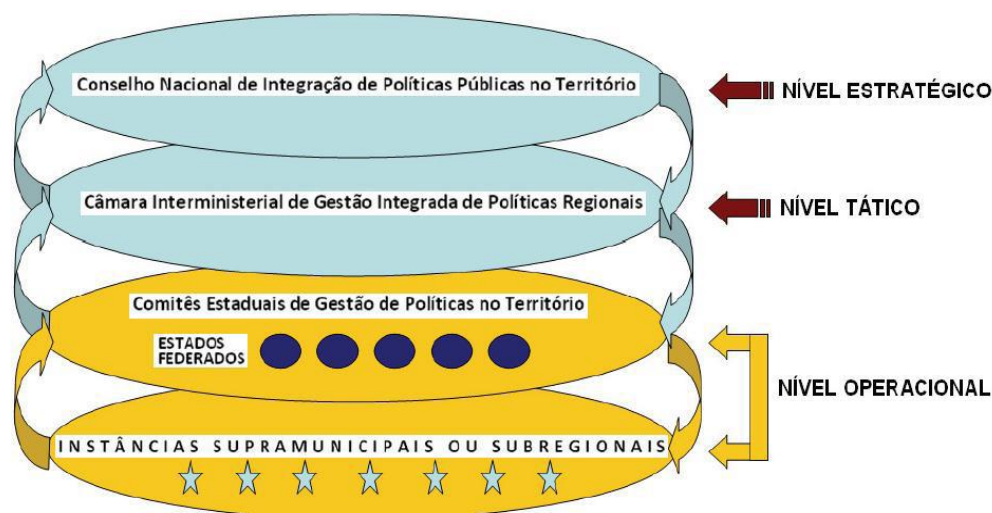 Conselho Nacional de Integração de Políticas Públicas no Território
NÍVEL ESTRATÉGICO
Câmara Interministerial de Gestão Integrada de Políticas Regionais
NÍVEL TÁTICO
Comitês Estaduais de Gestão de Políticas no Território
ESTADOS
FEDERADOS
NÍVEL OPERACIONAL
INSTÂNCIAS SUPRAMUNICIPAIS OU SUBREGIONAIS